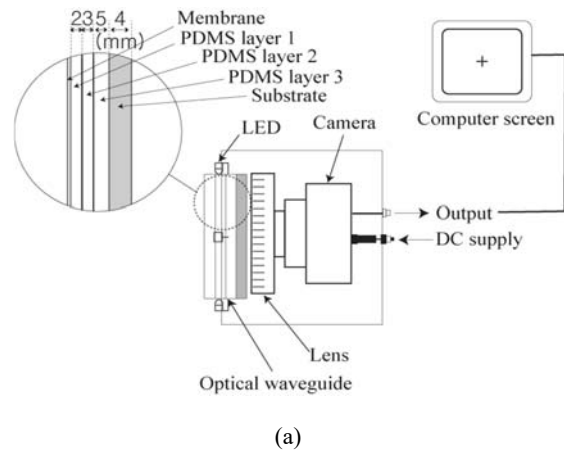 2 3 5 4
(mm)
Membrane
PDMS layer 1
PDMS layer 2
PDMS layer 3
Substrate
LED
Camera
Computer screen
Output
DC supply
Lens
Optical waveguide
(a)